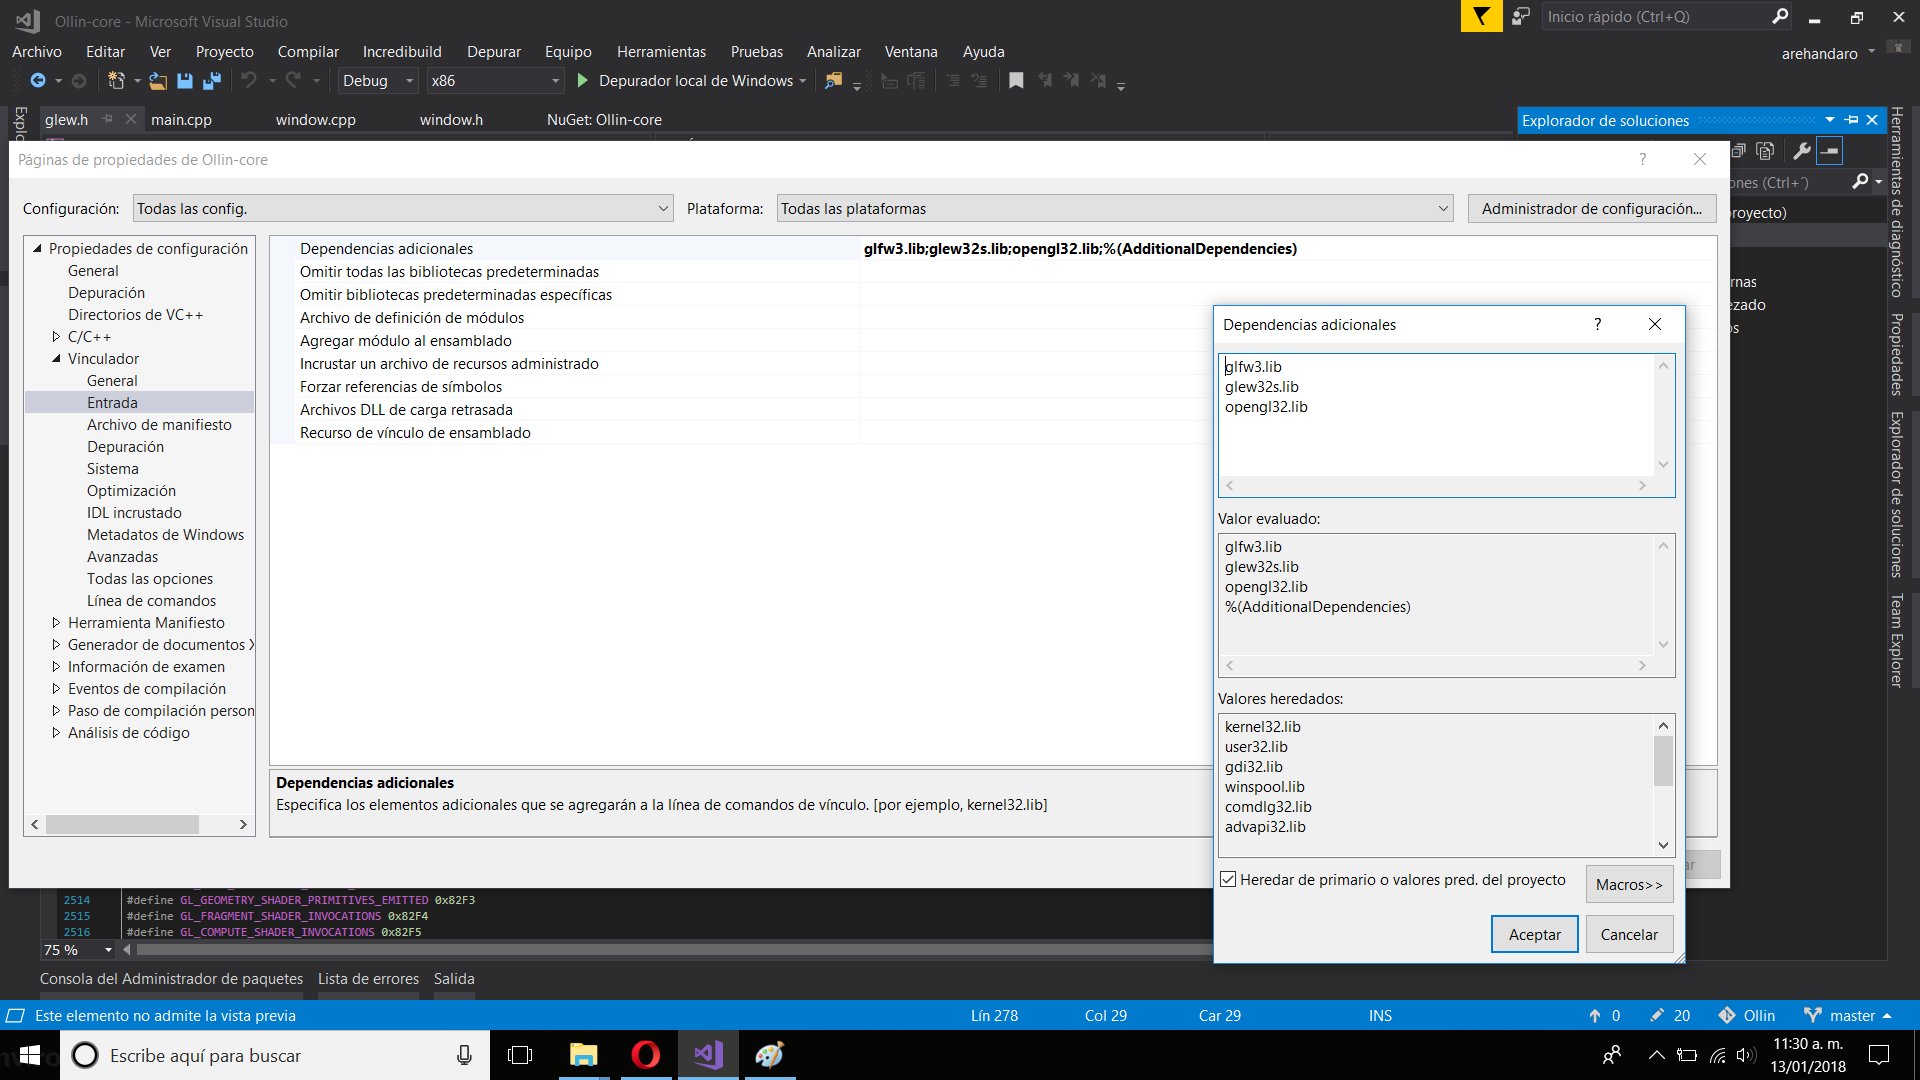 Ollin-core - Microsoft Visual Studio
Inicio rápido (Ctrl+Q)
Archivo Editar Ver Proyecto Compilar Incredibuild Depurar Equipo Herramientas Pruebas Analizar Ventana Ayuda
arehandaro
Debug x86 Depurador local de Windows
Explo
glew.h main.cpp window.cpp window.h NuGet: Ollin-core
Explorador de soluciones
Páginas de propiedades de Ollin-core
?
ones (Ctrl+´)
Configuración: Todas las config. Plataforma: Todas las plataformas Administrador de configuración...
royecto)
rnas
ezado
os
Herramientas de diagnóstico
Propiedades
Explorador de soluciones
Team Explorer
Propiedades de configuración
General
Depuración
Directorios de VC++
C/C++
Vinculador
General
Entrada
Archivo de manifiesto
Depuración
Sistema
Optimización
IDL incrustado
Metadatos de Windows
Avanzadas
Todas las opciones
Línea de comandos
Herramienta Manifiesto
Generador de documentos X
Información de examen
Eventos de compilación
Paso de compilación person
Análisis de código
Dependencias adicionales glfw3.lib;glew32s.lib;opengl32.lib;%(AdditionalDependencies)
Omitir todas las bibliotecas predeterminadas
Omitir bibliotecas predeterminadas específicas
Archivo de definición de módulos
Agregar módulo al ensamblado
Incrustar un archivo de recursos administrado
Forzar referencias de símbolos
Archivos DLL de carga retrasada
Recurso de vínculo de ensamblado
Dependencias adicionales
Especifica los elementos adicionales que se agregarán a la línea de comandos de vínculo. [por ejemplo, kernel32.lib]
Dependencias adicionales ?
glfw3.lib
glew32s.lib
opengl32.lib
Valor evaluado:
glfw3.lib
glew32s.lib
opengl32.lib
%(AdditionalDependencies)
Valores heredados:
kernel32.lib
user32.lib
gdi32.lib
winspool.lib
comdlg32.lib
advapi32.lib
Heredar de primario o valores pred. del proyecto
Macros>>
Aceptar Cancelar
ar
2514 #define GL_GEOMETRY_SHADER_PRIMITIVES_EMITTED 0x82F3
2515 #define GL_FRAGMENT_SHADER_INVOCATIONS 0x82F4
2516 #define GL_COMPUTE_SHADER_INVOCATIONS 0x82F5
75 %
Consola del Administrador de paquetes Lista de errores Salida
Este elemento no admite la vista previa Lín 278 Col 29 Car 29 INS 0 20 Ollin master
Escribe aquí para buscar
11:30 a. m.
13/01/2018